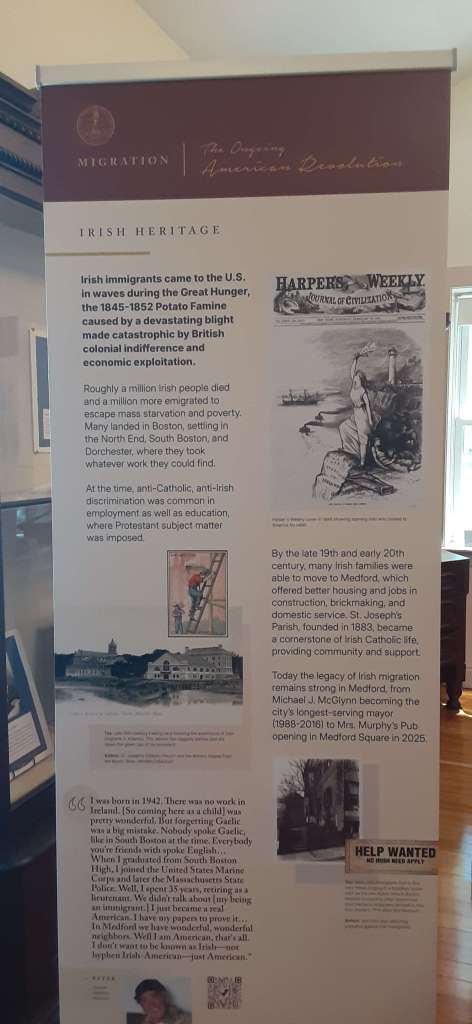 MIGRATION
The Ongoing
American Revolution
IRISH HERITAGE
Irish immigrants came to the U.S.
in waves during the Great Hunger,
the 1845-1852 Potato Famine
caused by a devastating blight
made catastrophic by British
colonial indifference and
economic exploitation.
Roughly a million Irish people died
and a million more emigrated to
escape mass starvation and poverty.
Many landed in Boston, settling in
the North End, South Boston, and
Dorchester, where they took
whatever work they could find.
At the time, anti-Catholic, anti-Irish
discrimination was common in
employment as well as education,
where Protestant subject matter
was imposed.
HARPER'S WEEKLY.
JOURNAL OF CIVILIZATION
By the late 19th and early 20th
century, many Irish families were
able to move to Medford, which
offered better housing and jobs in
construction, brickmaking, and
domestic service. St. Joseph's
Parish, founded in 1883, became
a cornerstone of Irish Catholic life,
providing community and support.
Today the legacy of Irish migration
remains strong in Medford, from
Michael J. McGlynn becoming the
city's longest-serving mayor
(1988-2016) to Mrs. Murphy's Pub
opening in Medford Square in 2025.
“I was born in 1942. There was no work in
Ireland. [So coming here as a child] was
pretty wonderful. But forgetting Gaelic
was a big mistake. Nobody spoke Gaelic,
like in South Boston at the time. Everybody
you're friends with spoke English…
When I graduated from South Boston
High, I joined the United States Marine
Corps and later the Massachusetts State
Police. Well, I spent 35 years, retiring as a
lieutenant. We didn't talk about [my being
an immigrant.] I just became a real
American. I have my papers to prove it…
In Medford we have wonderful, wonderful
neighbors. Well I am American, that's all.
I don't want to be known as Irish—not
hyphen Irish-American—just American.”
HELP WANTED
NO IRISH NEED APPLY